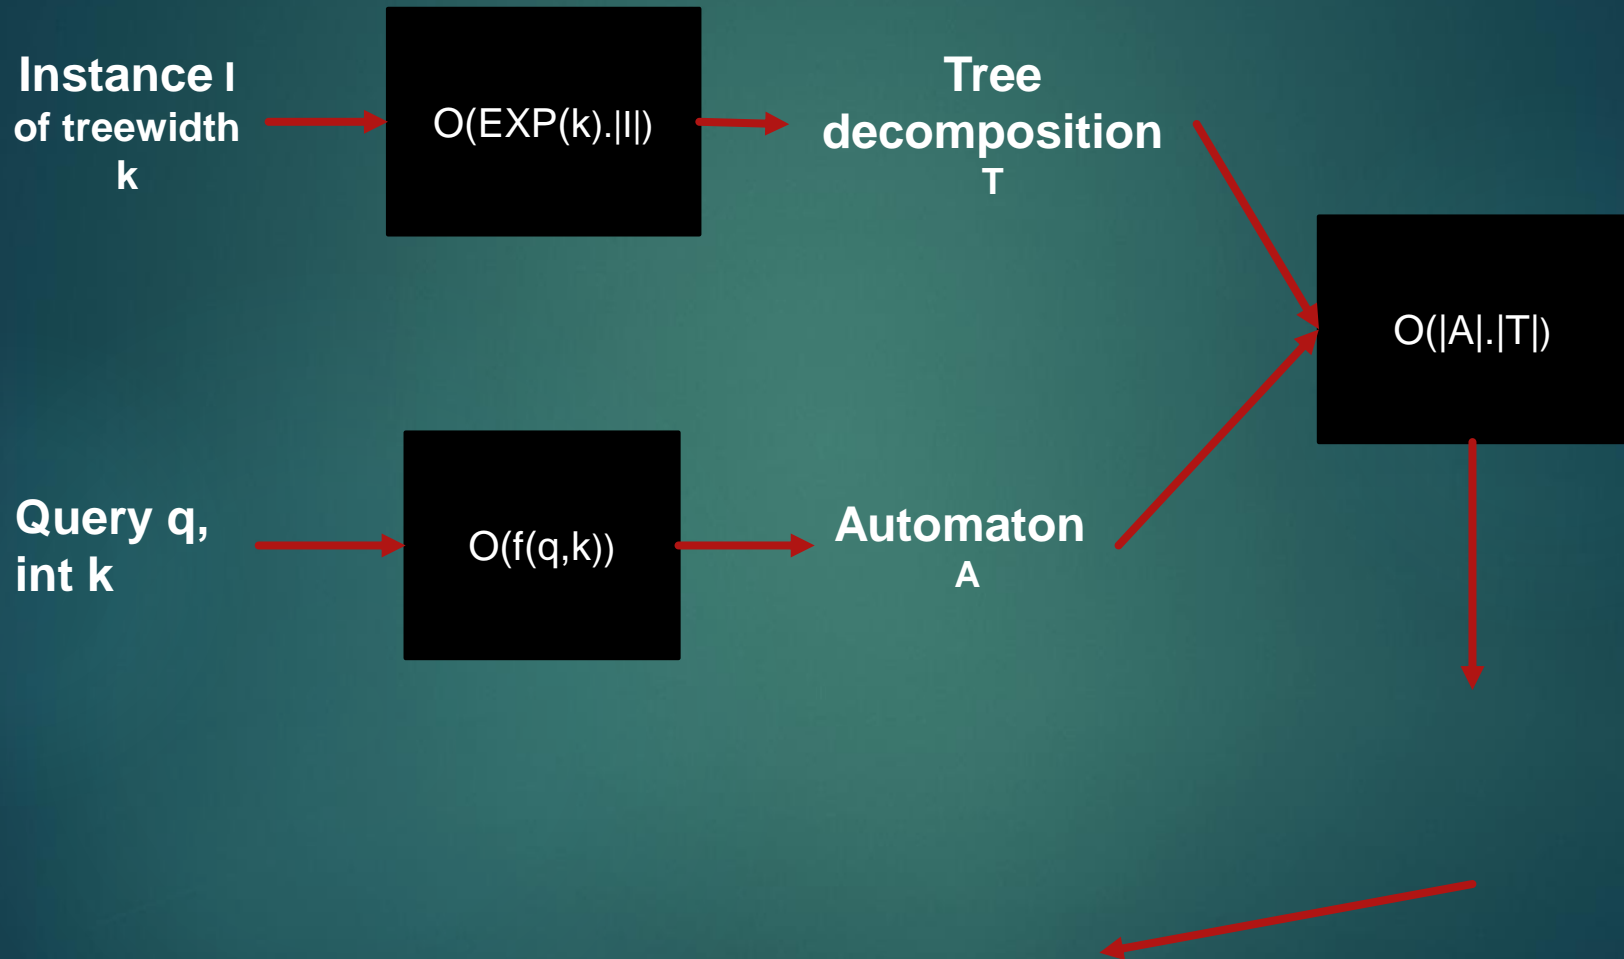 Instance I
of treewidth
k
O(EXP(k).|I|)
Tree
decomposition
T
O(|A|.|T|)
Query q,
int k
O(f(q,k))
Automaton
A